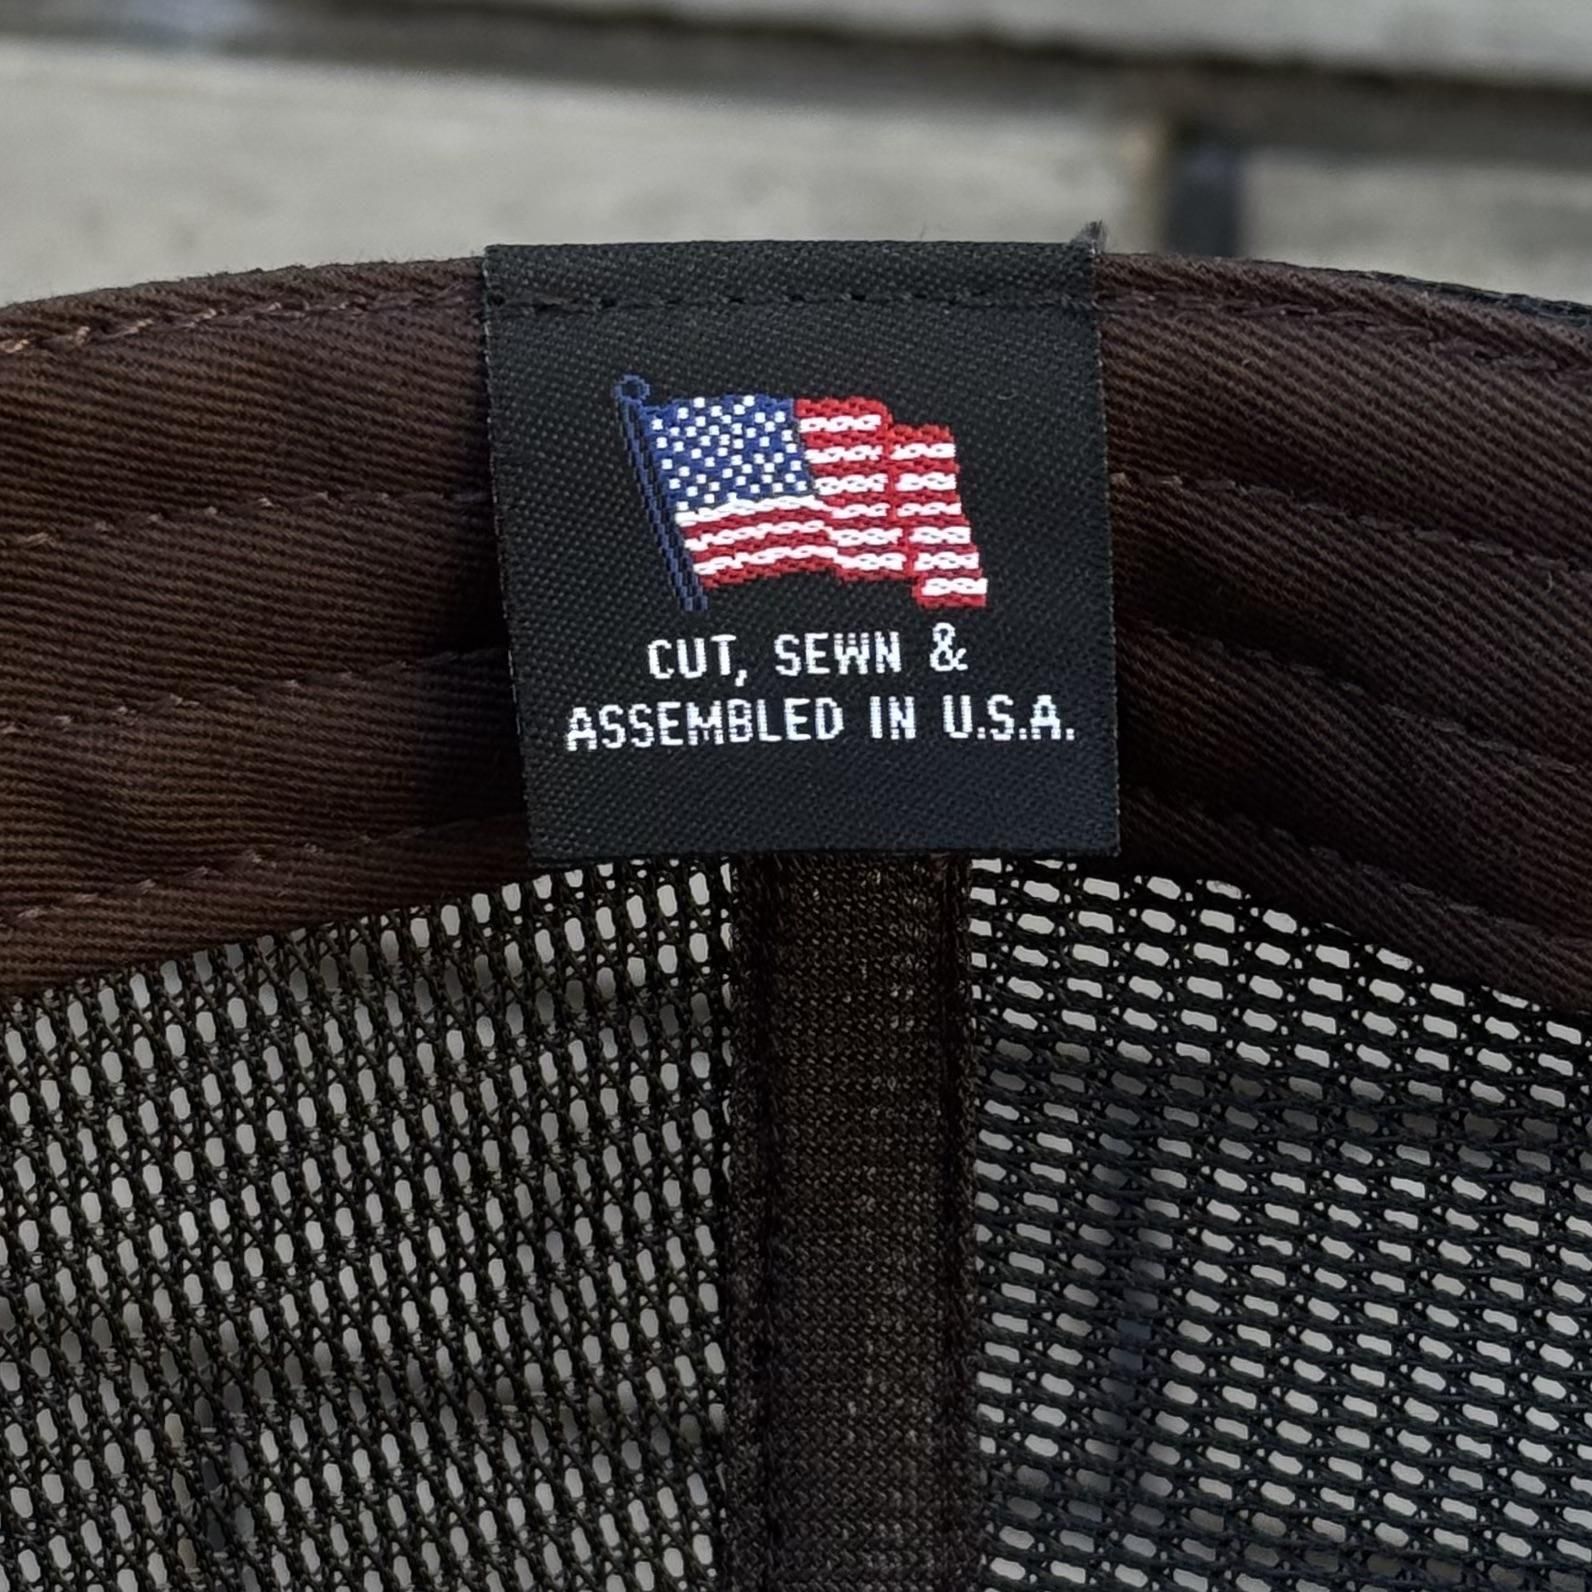 CUT, SEWN &
ASSEMBLED IN U.S.A.